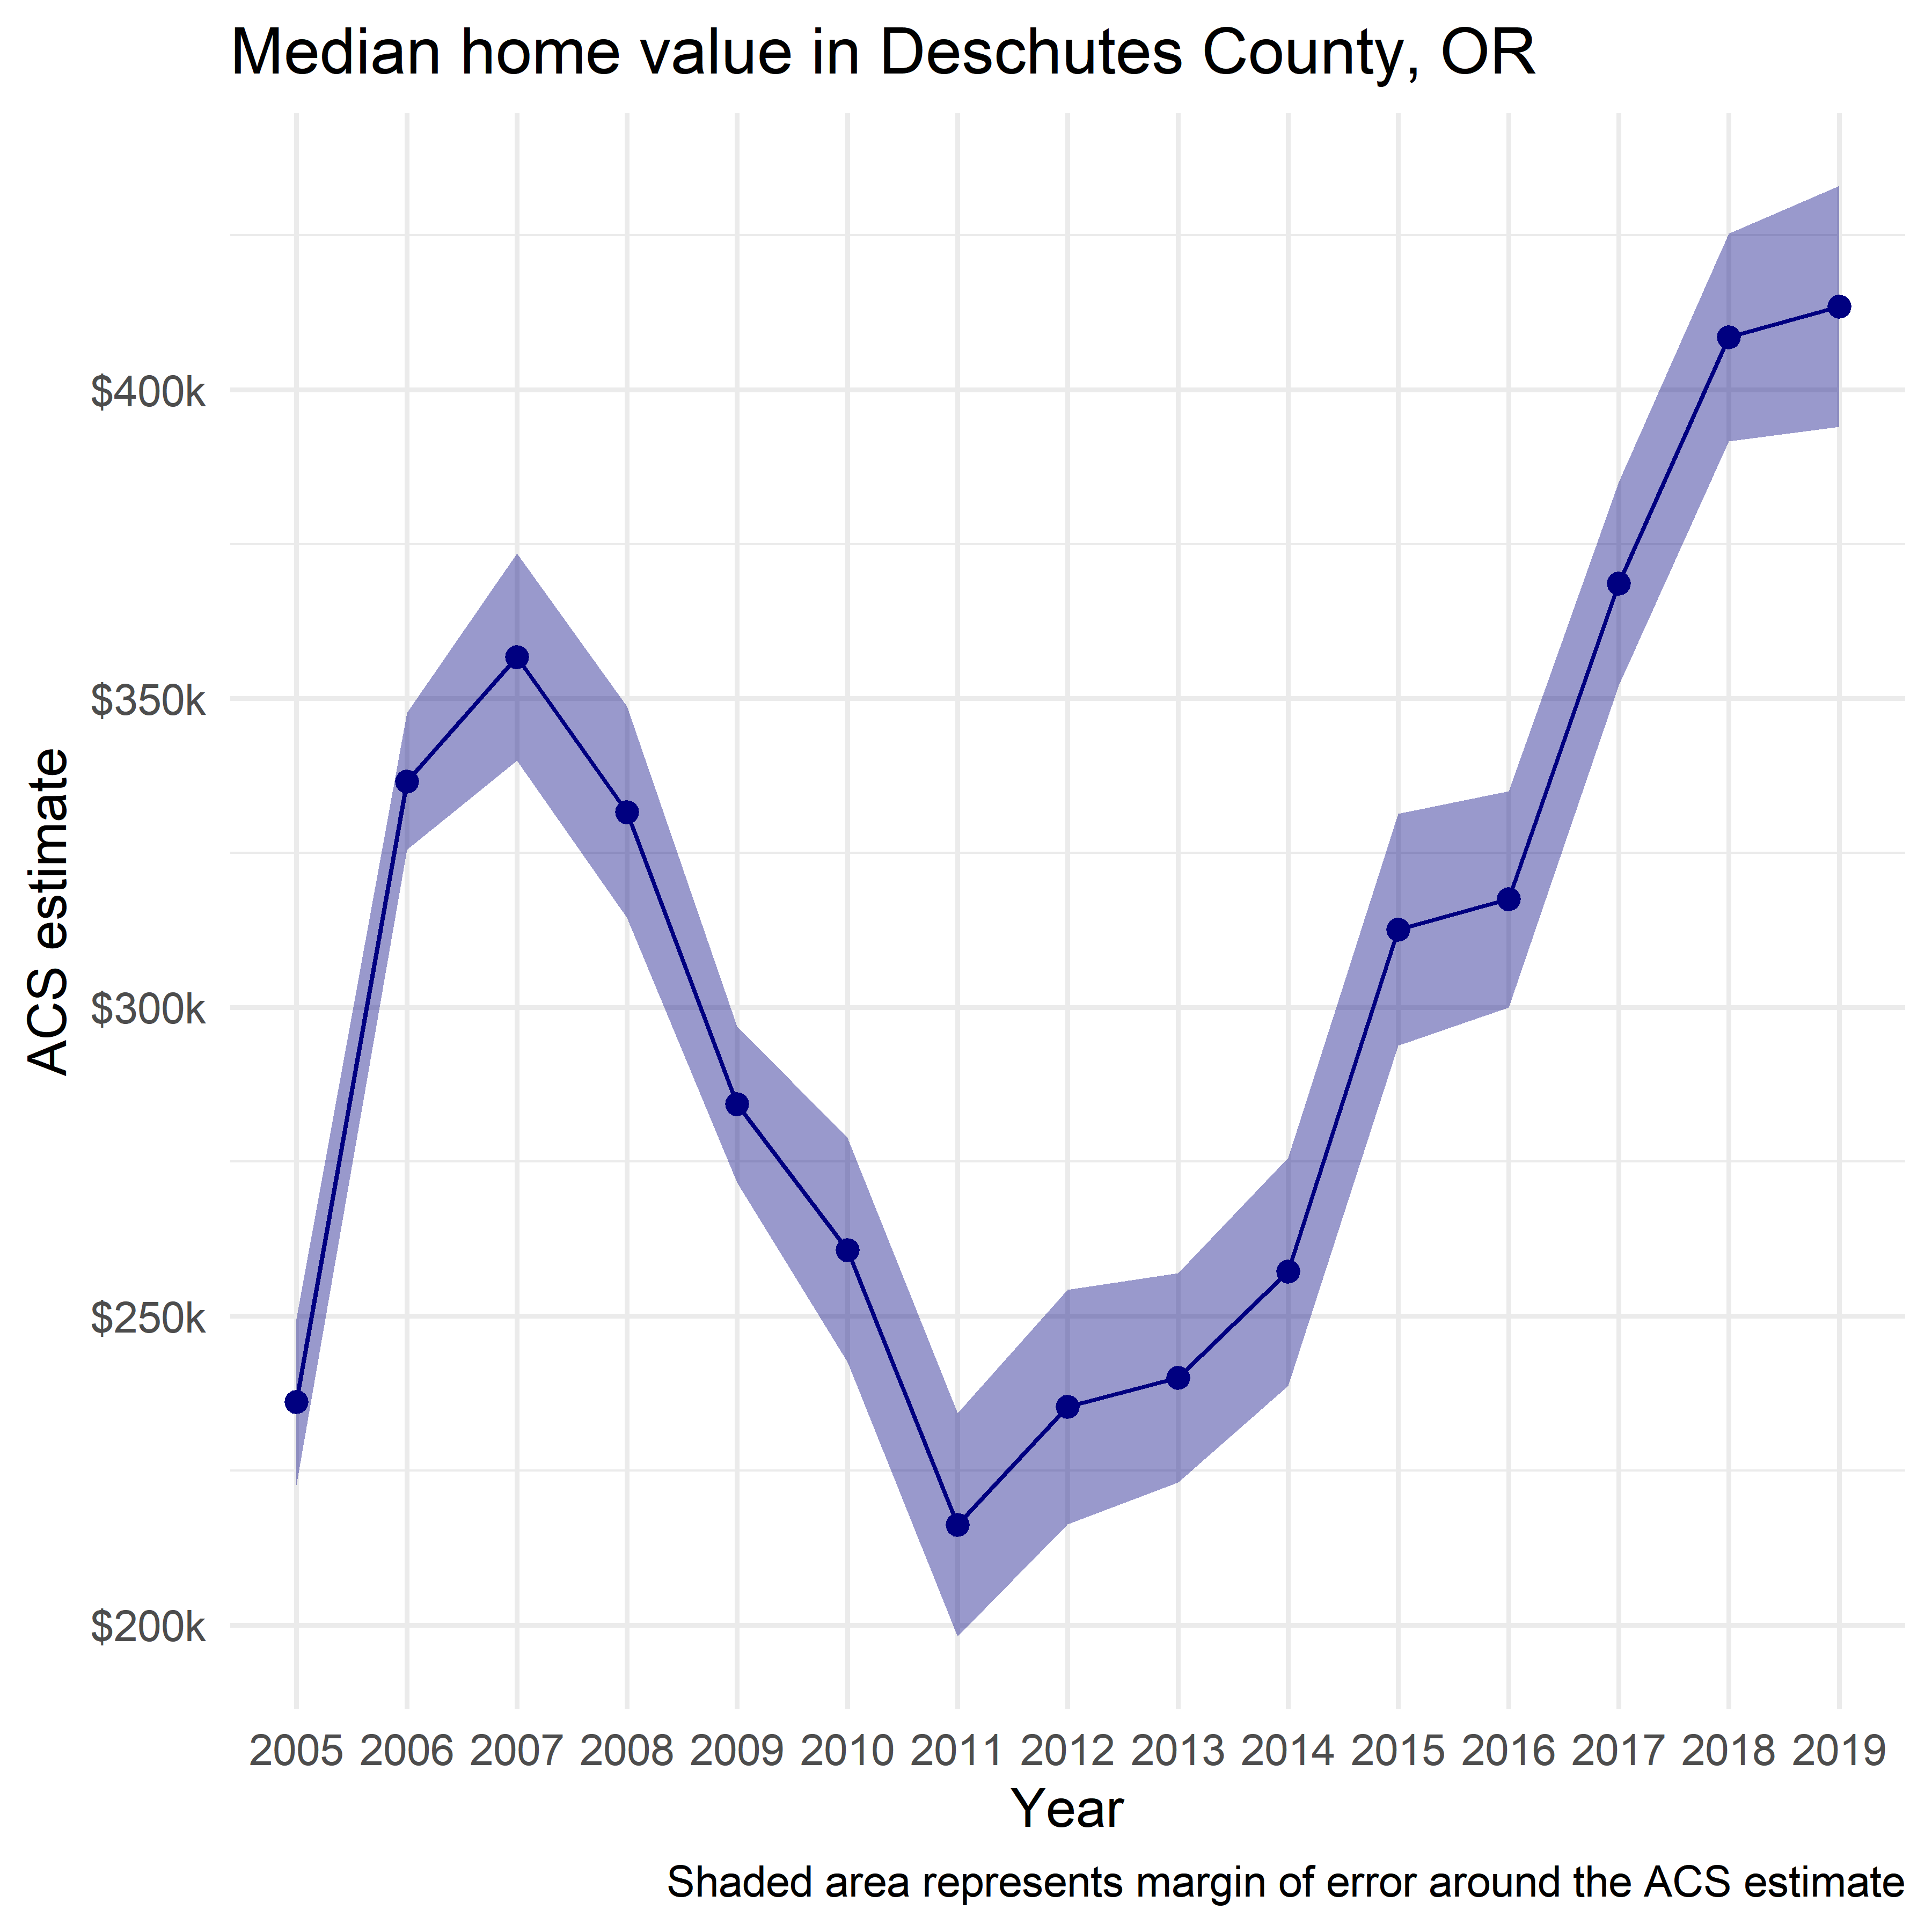 Median home value in Deschutes County, OR
ACS estimate
$400k
$350k
$300k
$250k
$200k
2005 2006 2007 2008 2009 2010 2011 2012 2013 2014 2015 2016 2017 2018 2019
Year
Shaded area represents margin of error around the ACS estimate